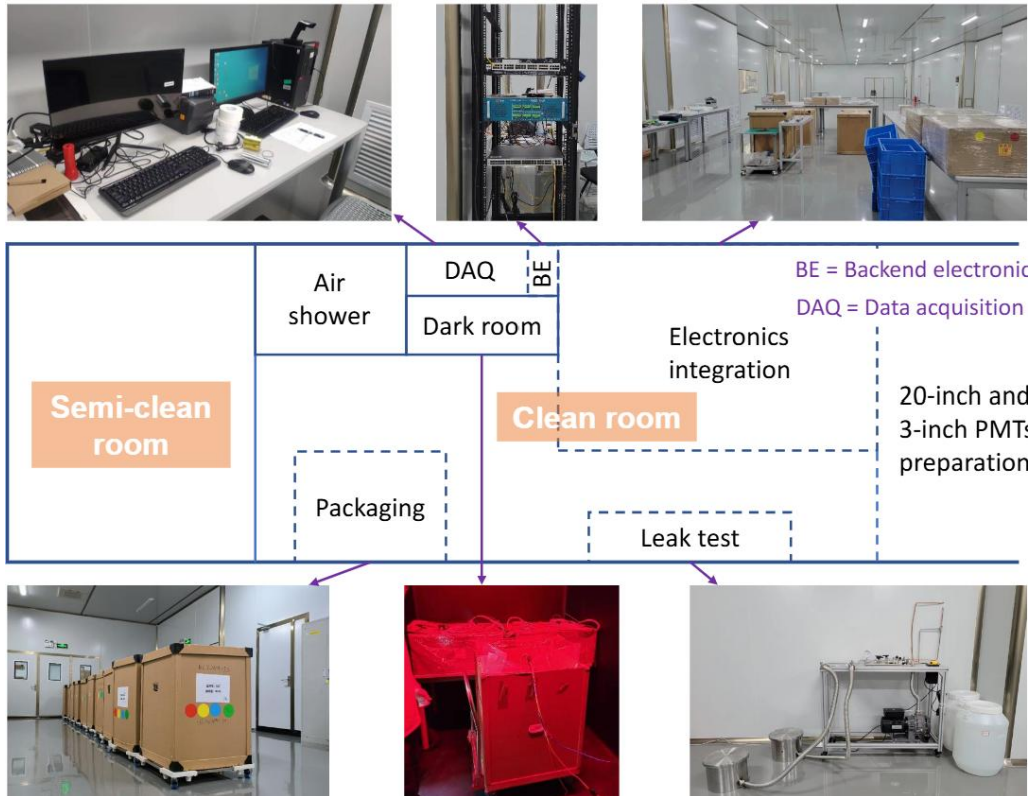 DAQ
BE
BE = Backend electronic
Air
shower
DAQ = Data acquisition
Dark room
Electronics
integration
Semi-clean
room
Clean room
20-inch and
3-inch PMTs
preparation
Packaging
Leak test